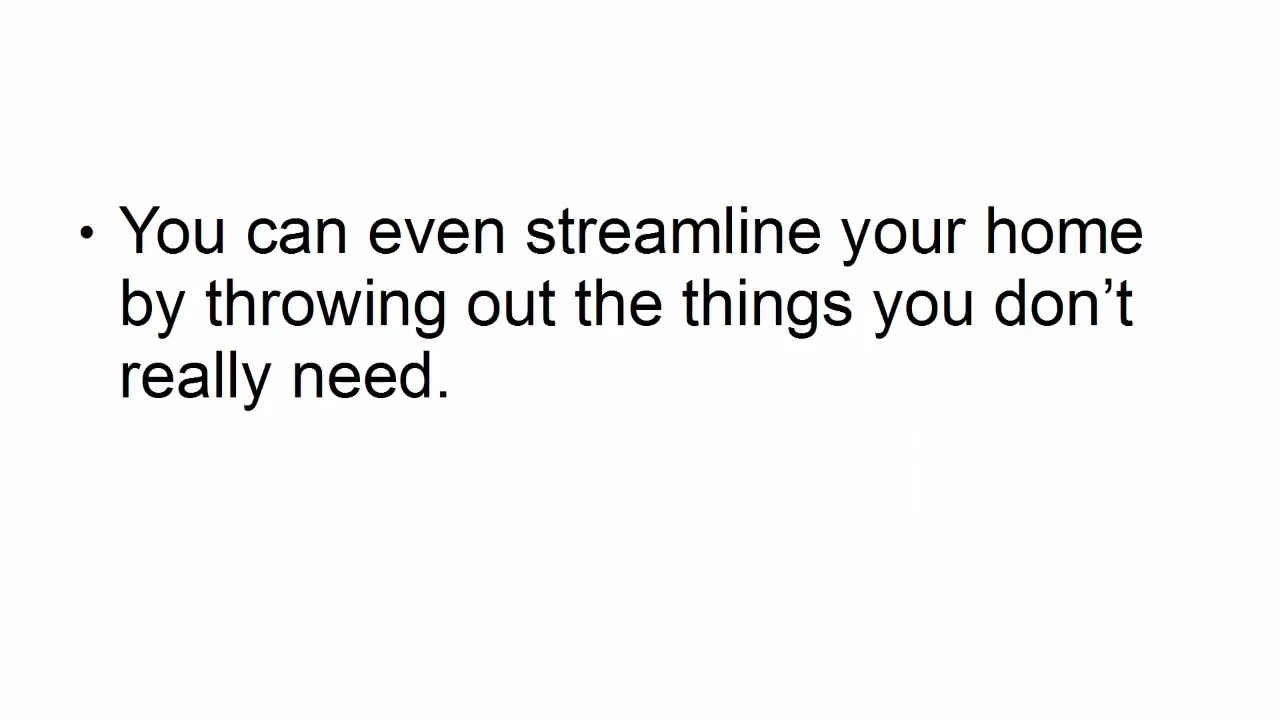 • You can even streamline your home
by throwing out the things you don’t
really need.